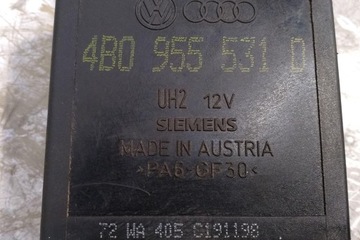 4B0 955 531 D
UH2 12V
SIEMENS
MADE IN AUSTRIA
>PA6-GF30<
72 WA 405 C191198